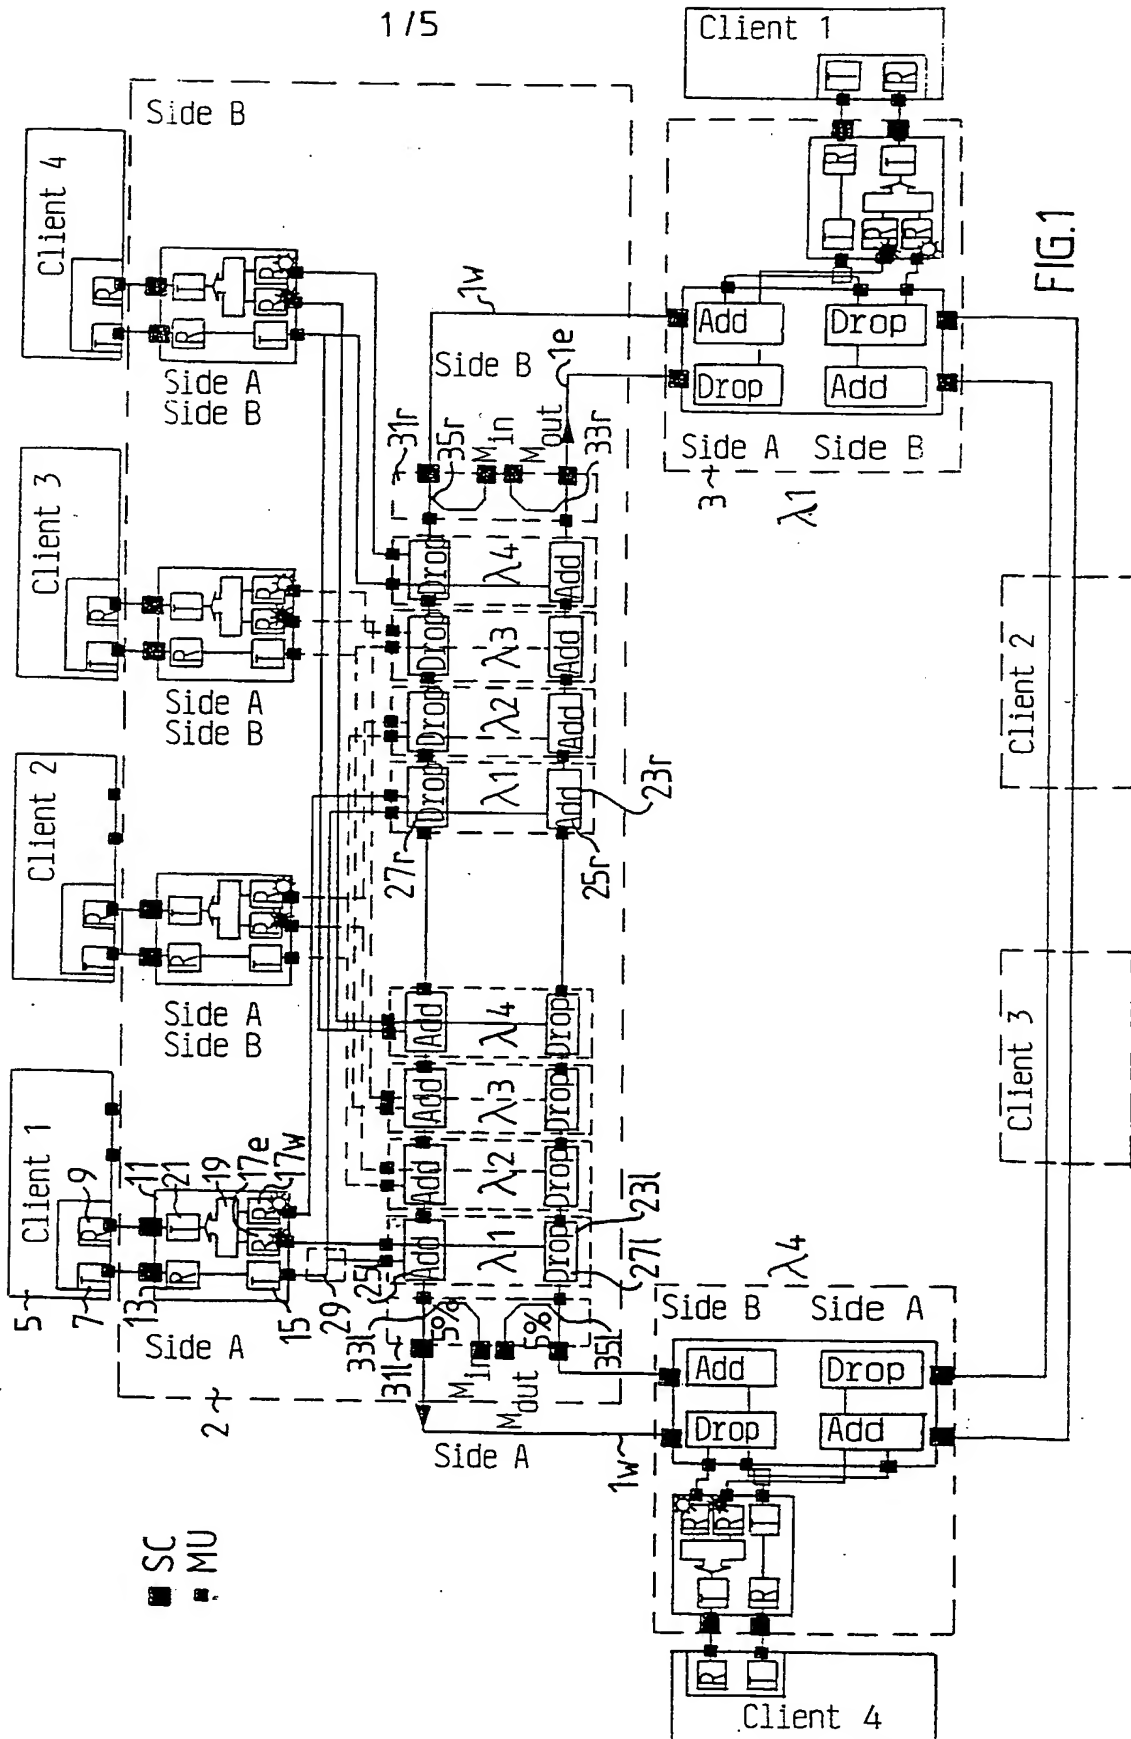 1/5
Client 1
Client 2
Client 3
Client 4
T R
T R
T R
T R
5
7
9
11
13
21
19
17e
17w
15
29
R T
R R
T
R T
R R
T
R T
R R
T
R T
R R
T
Side A
Side A
Side B
Side A
Side B
Side A
Side B
Side B
2
25
33l
31l
5%
5%
M in
M out
35l
Add Add Add Add
λ1 λ2 λ3 λ4
Drop Drop Drop Drop
27l
23l
27r
Drop Drop Drop Drop
λ1 λ2 λ3 λ4
Add Add Add Add
25r
23r
31r
35r
M in
M out
33r
Side B
1w
1e
Side A
1w
SC
MU
Client 1
T R
R T
T R R
Add
Drop
Drop
Add
Side A Side B
3
λ1
Client 2
Client 3
λ4
Side B Side A
Add
Drop
Drop
Add
R R T
T R
R T
Client 4
FIG.1